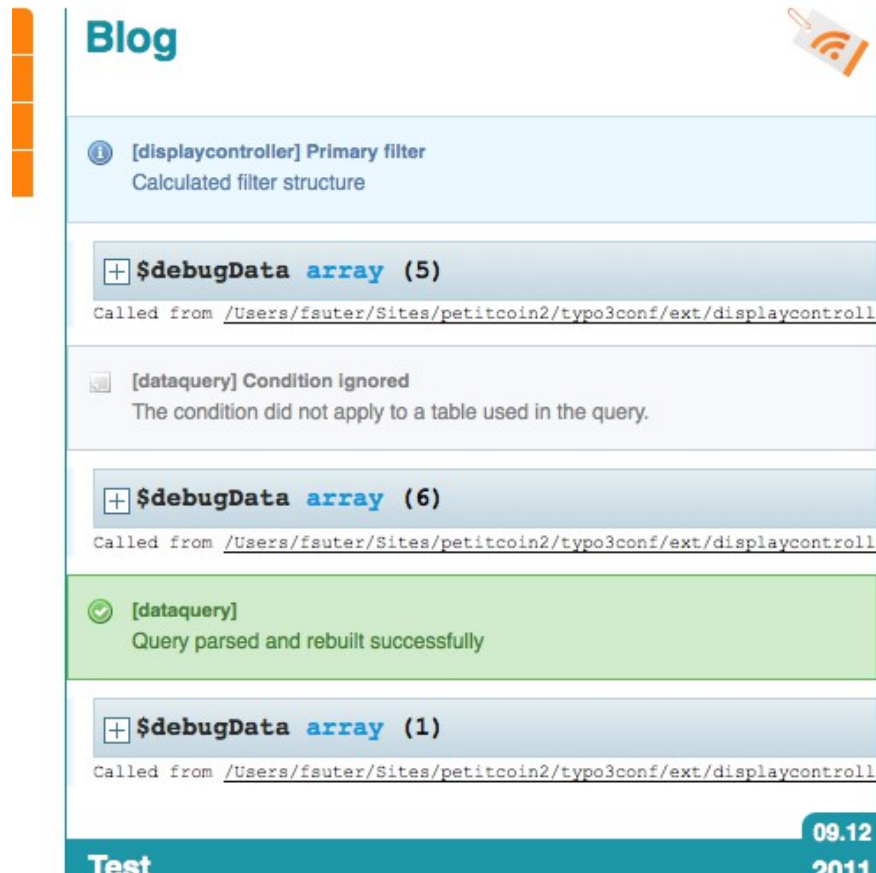 Blog
[displaycontroller] Primary filter
Calculated filter structure
$debugData array (5)
Called from /Users/fsuter/Sites/petitcoin2/typo3conf/ext/displaycontroll
[dataquery] Condition ignored
The condition did not apply to a table used in the query.
$debugData array (6)
Called from /Users/fsuter/Sites/petitcoin2/typo3conf/ext/displaycontroll
[dataquery]
Query parsed and rebuilt successfully
$debugData array (1)
Called from /Users/fsuter/Sites/petitcoin2/typo3conf/ext/displaycontroll
09.12
Test 2011